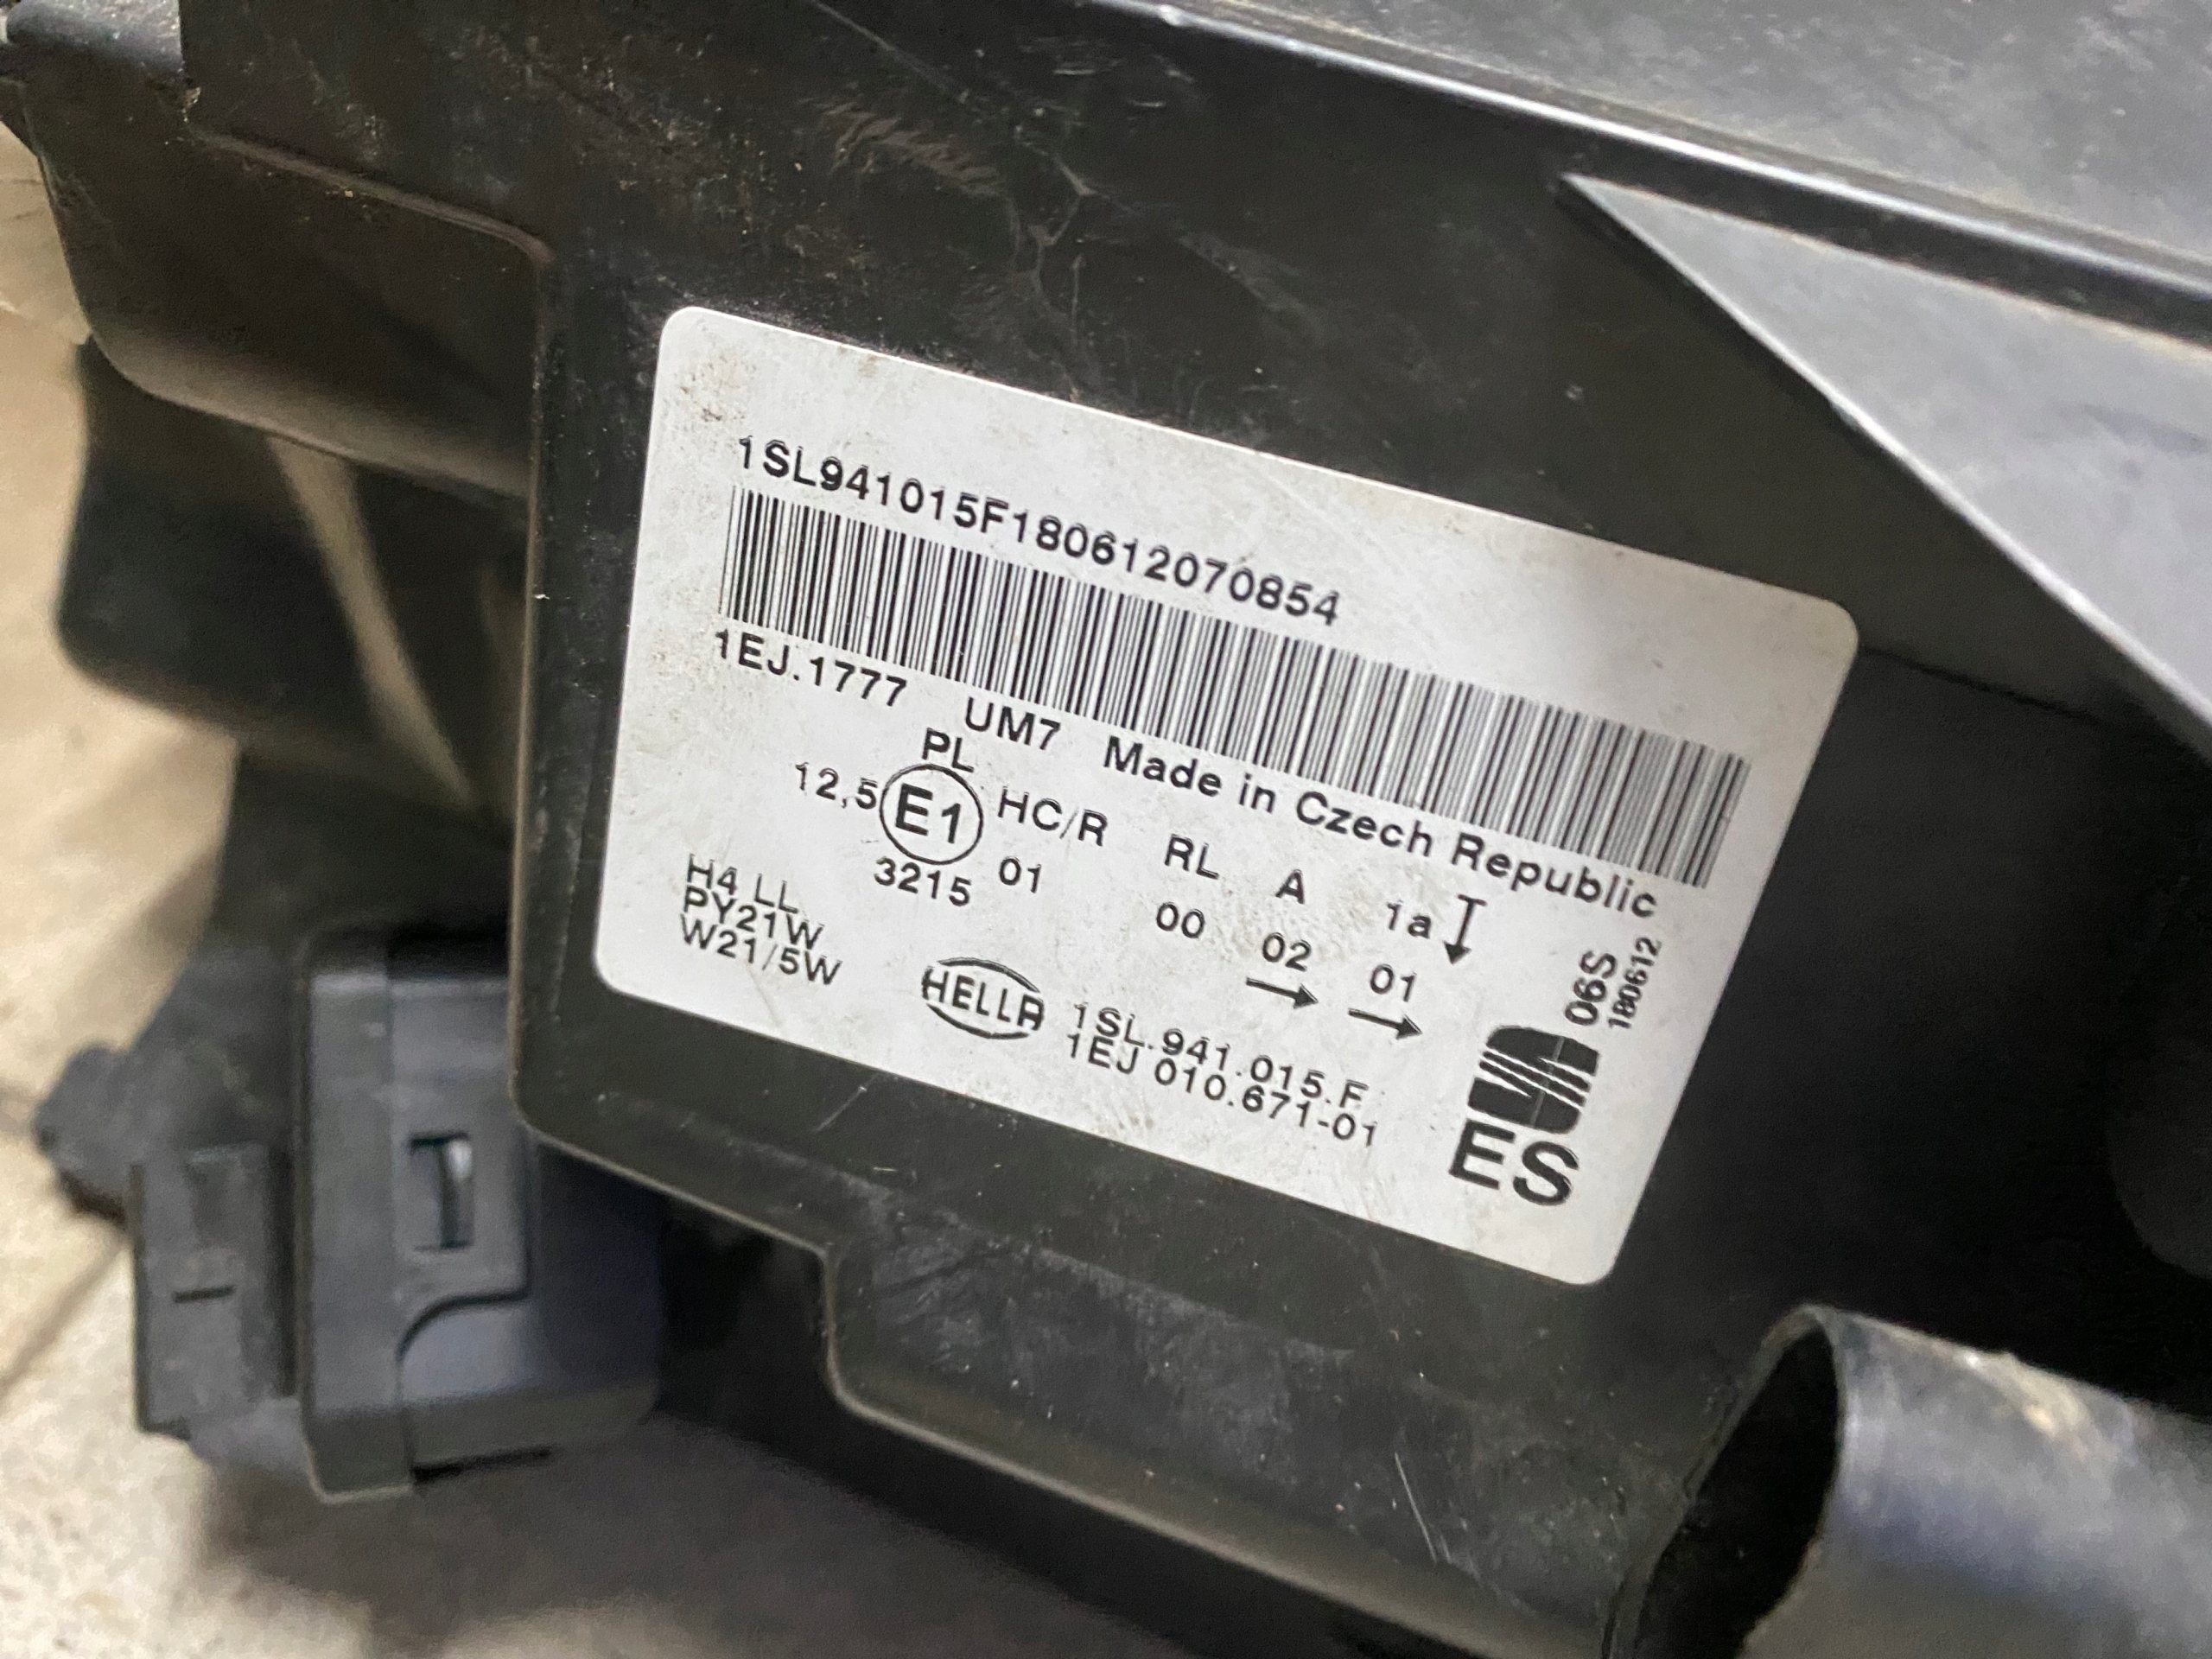 1SL941015F180612070854
1EJ.1777 UM7 Made in Czech Republic
PL
12,5 E1 HC/R RL A 1a
3215 01 00 02 01
H4 LL
PY21W
W21/5W
HELLA
1SL.941.015.F
1EJ 010.671-01
06S
180612
ES